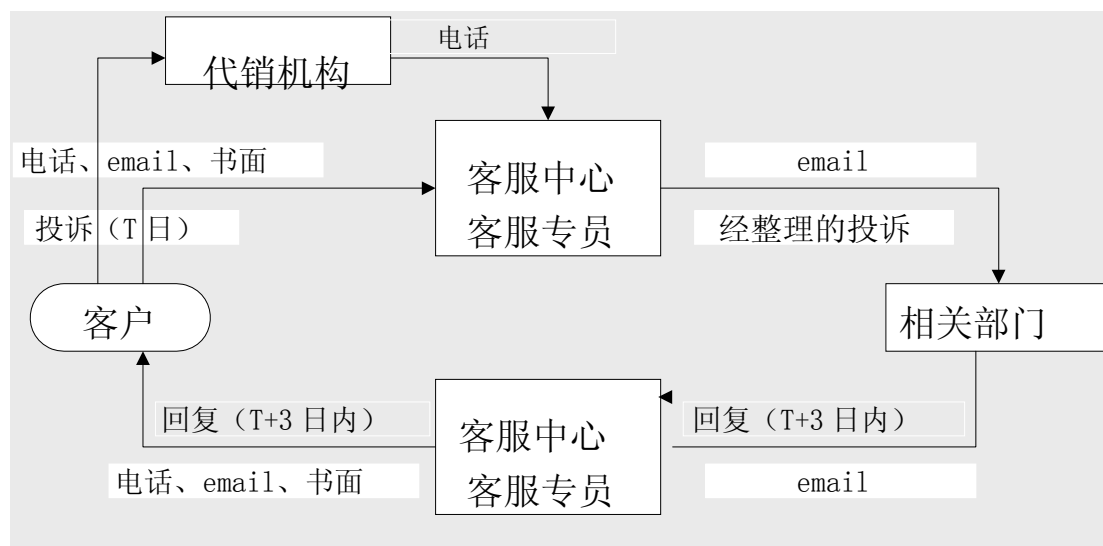 电话
代销机构
电话、email、书面
客服中心
客服专员
email
投诉（T 日）
经整理的投诉
客户
相关部门
回复（T+3 日内）
客服中心
客服专员
回复（T+3 日内）
电话、email、书面
email